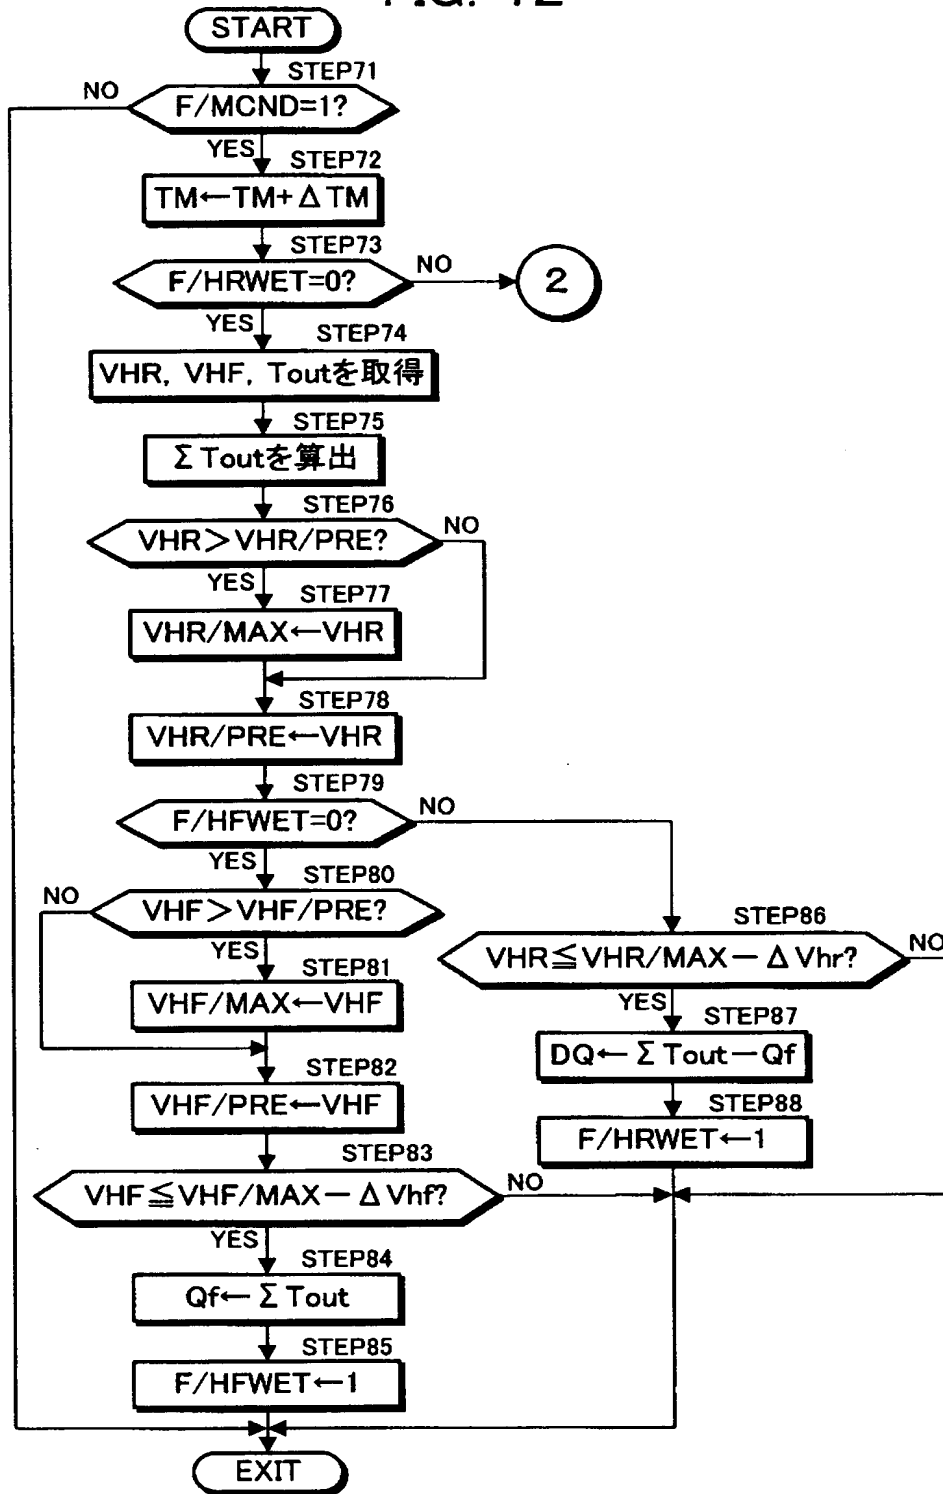 FIG. 12
START
STEP71
NO
F/MCND=1?
YES
STEP72
TM←TM+ΔTM
STEP73
F/HRWET=0?
NO
2
YES
STEP74
VHR, VHF, Toutを取得
STEP75
ΣToutを算出
STEP76
VHR>VHR/PRE?
NO
YES
STEP77
VHR/MAX←VHR
STEP78
VHR/PRE←VHR
STEP79
F/HFWET=0?
NO
YES
STEP80
NO
VHF>VHF/PRE?
YES
STEP81
VHF/MAX←VHF
STEP82
VHF/PRE←VHF
STEP83
VHF≦VHF/MAX-ΔVhf?
NO
YES
STEP84
Qf←ΣTout
STEP85
F/HFWET←1
STEP86
VHR≦VHR/MAX-ΔVhr?
NO
YES
STEP87
DQ←ΣTout-Qf
STEP88
F/HRWET←1
EXIT